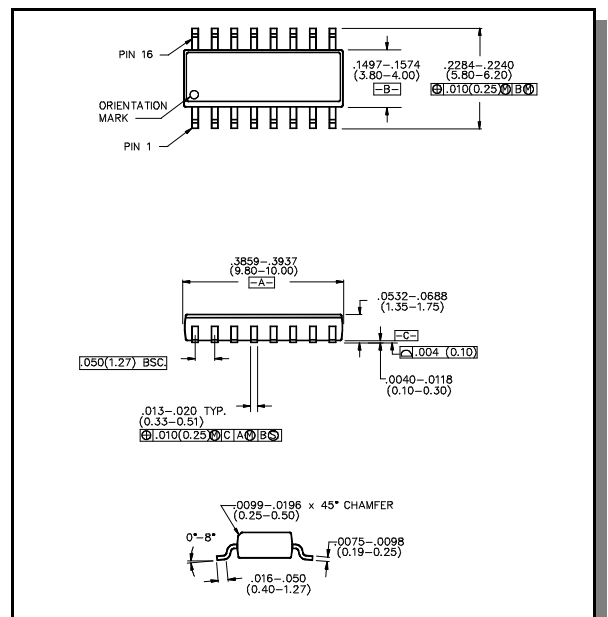 PIN 16
.1497–.1574
(3.80–4.00)
-B-
.2284–.2240
(5.80–6.20)
⌖ .010(0.25)Ⓜ BⓂ
ORIENTATION
MARK
PIN 1
.3859–.3937
(9.80–10.00)
-A-
.0532–.0688
(1.35–1.75)
-C-
⌓ .004 (0.10)
.050(1.27) BSC.
.0040–.0118
(0.10–0.30)
.013–.020 TYP.
(0.33–0.51)
⌖ .010(0.25)Ⓜ C AⓂ BⓈ
.0099–.0196 x 45° CHAMFER
(0.25–0.50)
0°–8°
.0075–.0098
(0.19–0.25)
.016–.050
(0.40–1.27)